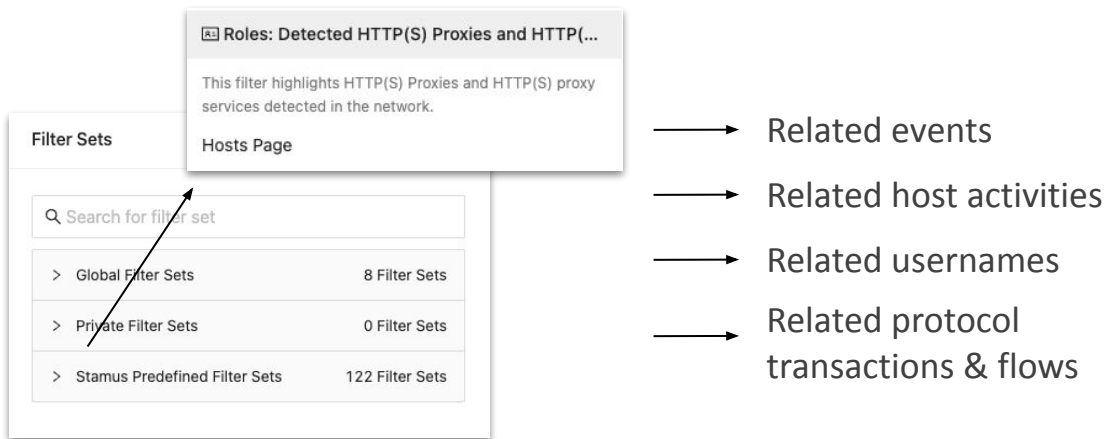 Roles: Detected HTTP(S) Proxies and HTTP(...
This filter highlights HTTP(S) Proxies and HTTP(S) proxy
services detected in the network.
Hosts Page
Filter Sets
Search for filter set
Global Filter Sets 8 Filter Sets
Private Filter Sets 0 Filter Sets
Stamus Predefined Filter Sets 122 Filter Sets
Related events
Related host activities
Related usernames
Related protocol
transactions & flows